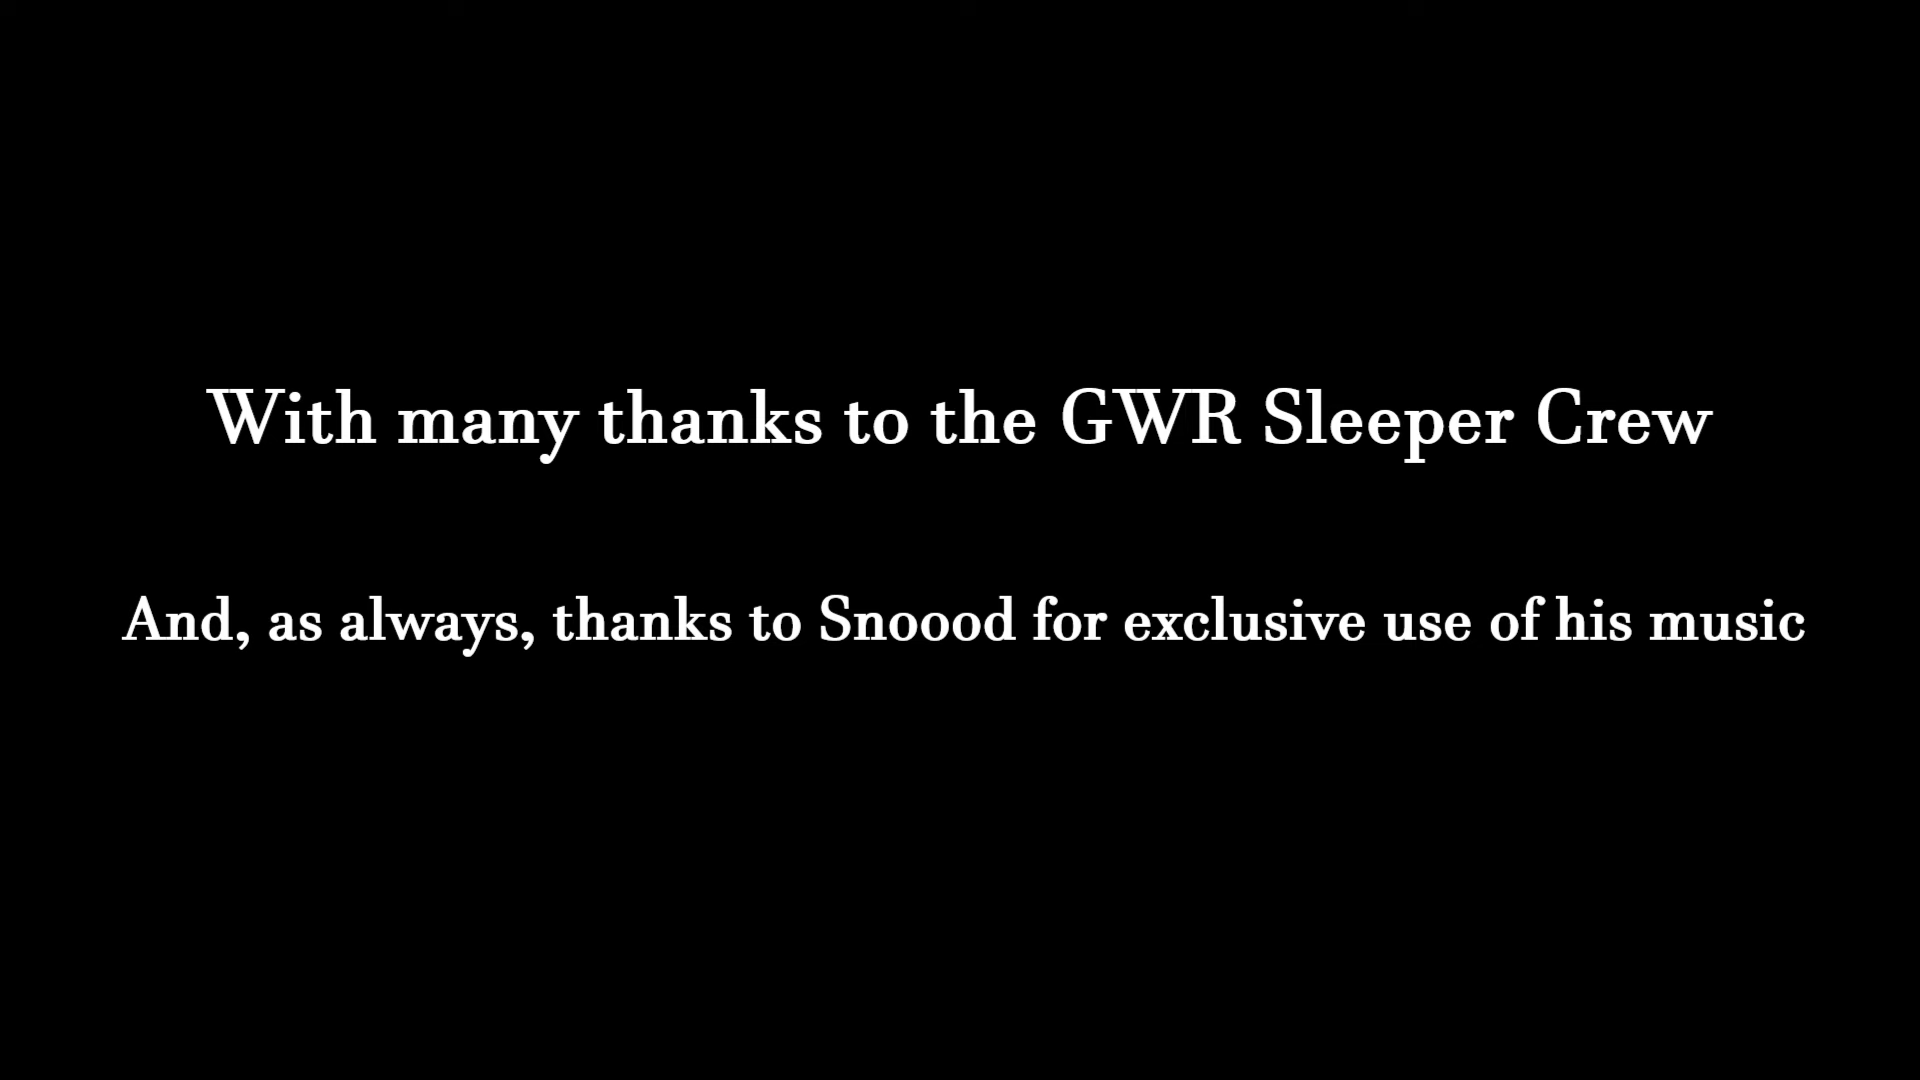 With many thanks to the GWR Sleeper Crew
And, as always, thanks to Snoood for exclusive use of his music